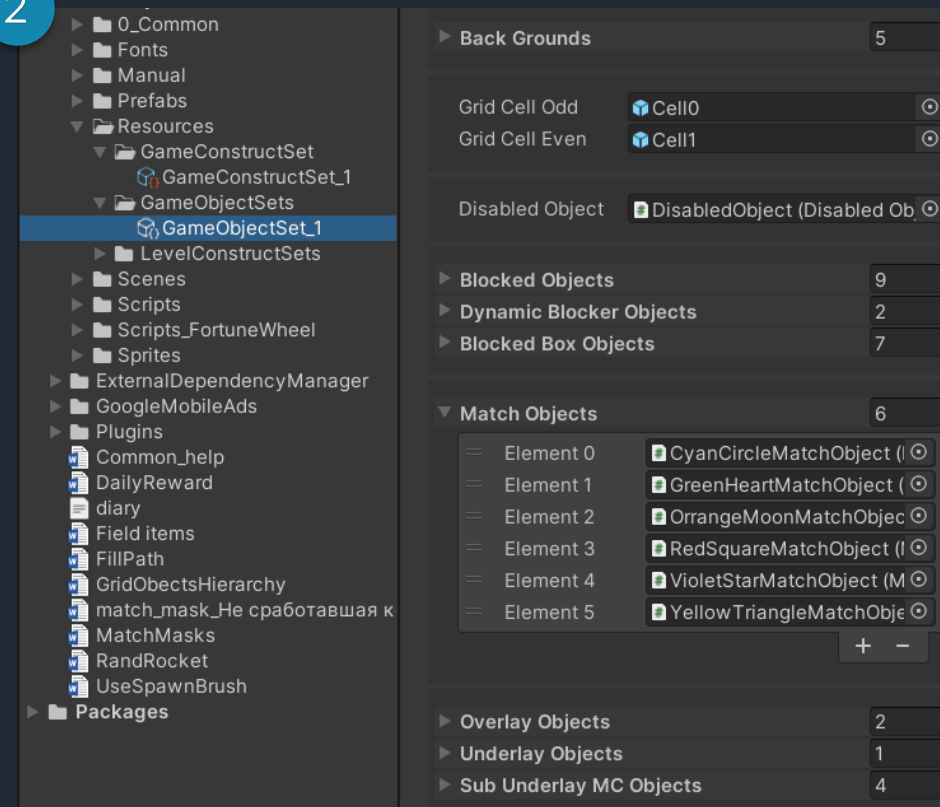 2
0_Common
Fonts
Manual
Prefabs
Resources
GameConstructSet
GameConstructSet_1
GameObjectSets
GameObjectSet_1
LevelConstructSets
Scenes
Scripts
Scripts_FortuneWheel
Sprites
ExternalDependencyManager
GoogleMobileAds
Plugins
Common_help
DailyReward
diary
Field items
FillPath
GridObectsHierarchy
match_mask_Не сработавшая к
MatchMasks
RandRocket
UseSpawnBrush
Packages
Back Grounds 5
Grid Cell Odd Cell0
Grid Cell Even Cell1
Disabled Object DisabledObject (Disabled Ob
Blocked Objects 9
Dynamic Blocker Objects 2
Blocked Box Objects 7
Match Objects 6
Element 0 CyanCircleMatchObject (
Element 1 GreenHeartMatchObject (
Element 2 OrrangeMoonMatchObjec
Element 3 RedSquareMatchObject (
Element 4 VioletStarMatchObject (M
Element 5 YellowTriangleMatchObje
+ −
Overlay Objects 2
Underlay Objects 1
Sub Underlay MC Objects 4